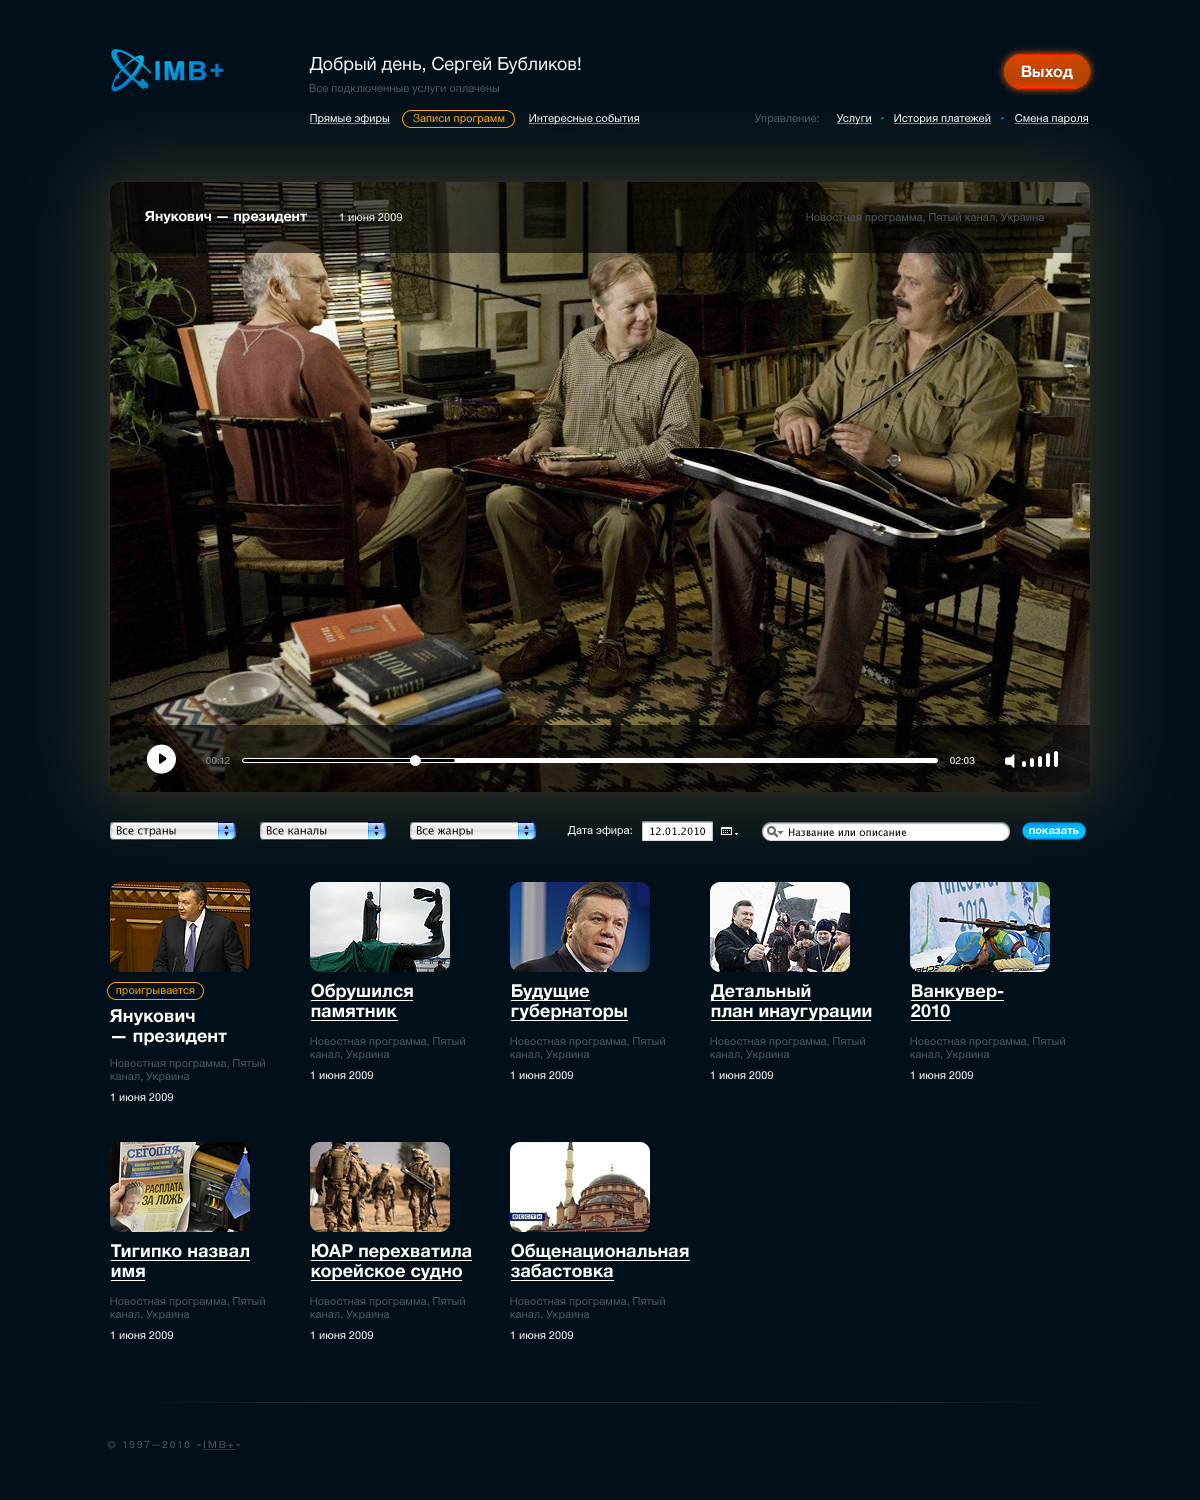 IMB+
Добрый день, Сергей Бубликов!
Выход
Все подключенные услуги оплачены
Прямые эфиры Записи программ Интересные события Управление: Услуги • История платежей • Смена пароля
Янукович — президент 1 июня 2009 Новостная программа, Пятый канал, Украина
TRUTH
00:12 02:03
Все страны Все каналы Все жанры Дата эфира: 12.01.2010 Название или описание показать
2010
проигрывается
Янукович
— президент
Новостная программа, Пятый
канал, Украина
1 июня 2009
Обрушился
памятник
Новостная программа, Пятый
канал, Украина
1 июня 2009
Будущие
губернаторы
Новостная программа, Пятый
канал, Украина
1 июня 2009
Детальный
план инаугурации
Новостная программа, Пятый
канал, Украина
1 июня 2009
Ванкувер-
2010
Новостная программа, Пятый
канал, Украина
1 июня 2009
СЕГОДНЯ
РАСПЛАТА
ЗА ЛОЖЬ
Тигипко назвал
имя
Новостная программа, Пятый
канал, Украина
1 июня 2009
ЮАР перехватила
корейское судно
Новостная программа, Пятый
канал, Украина
1 июня 2009
ВЕСТИ
Общенациональная
забастовка
Новостная программа, Пятый
канал, Украина
1 июня 2009
© 1997—2010 «IMB+»